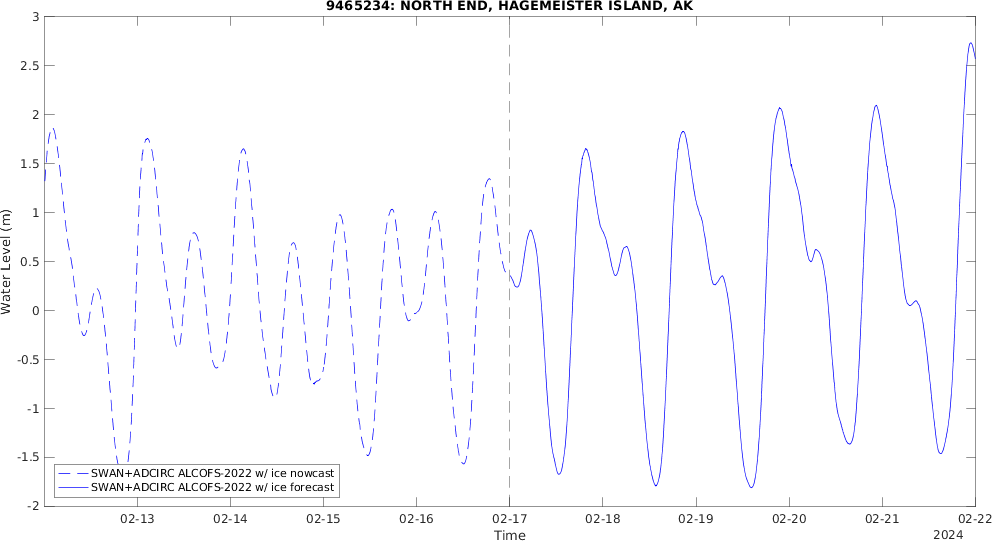 9465234: NORTH END, HAGEMEISTER ISLAND, AK
Water Level (m)
3
2.5
2
1.5
1
0.5
0
-0.5
-1
-1.5
-2
SWAN+ADCIRC ALCOFS-2022 w/ ice nowcast
SWAN+ADCIRC ALCOFS-2022 w/ ice forecast
02-13 02-14 02-15 02-16 02-17 02-18 02-19 02-20 02-21 02-22
Time
2024